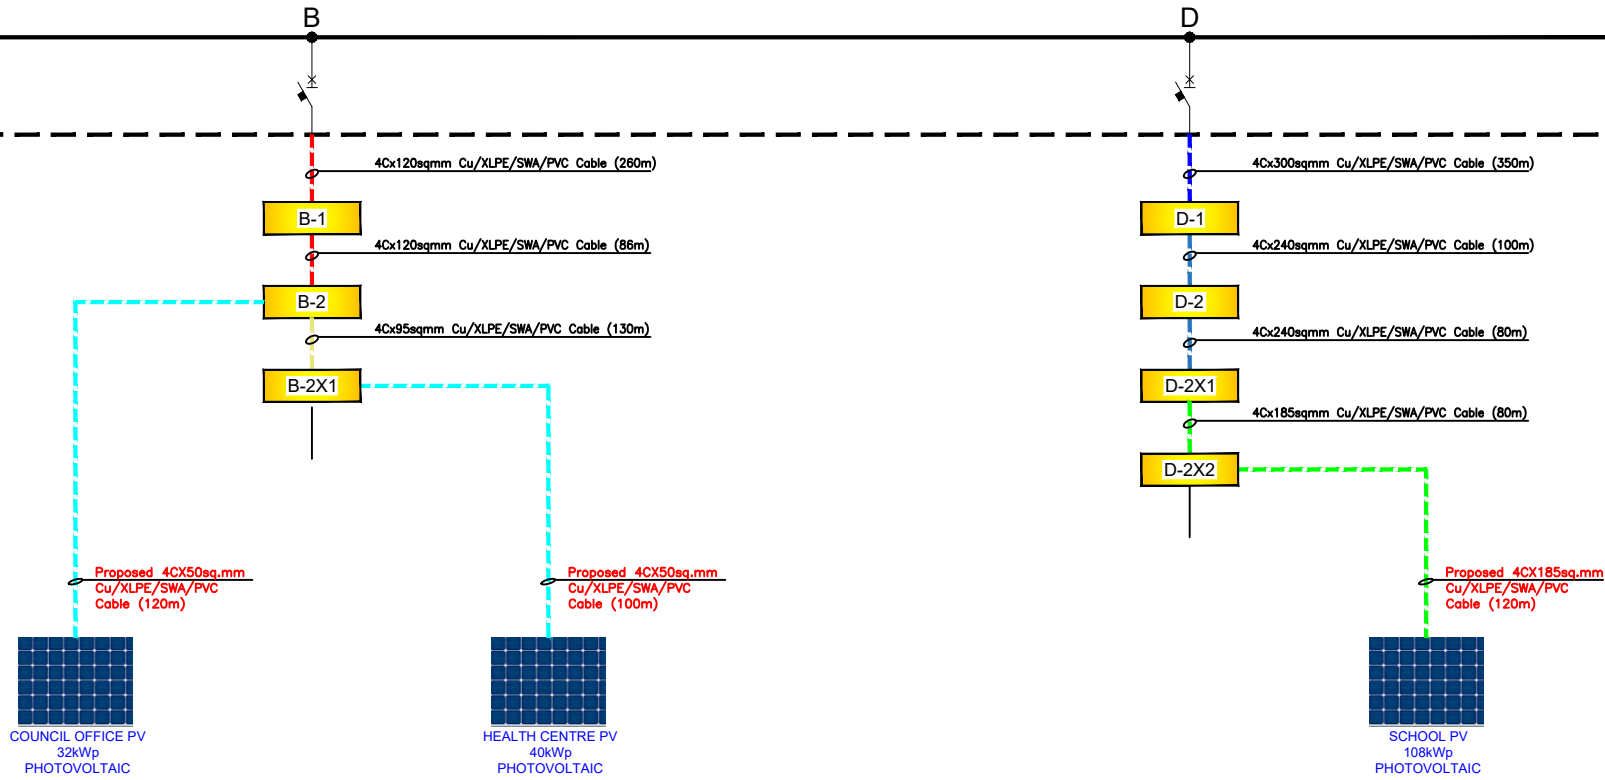 B
D
4Cx120sqmm Cu/XLPE/SWA/PVC Cable (260m)
4Cx300sqmm Cu/XLPE/SWA/PVC Cable (350m)
B-1
D-1
4Cx120sqmm Cu/XLPE/SWA/PVC Cable (86m)
4Cx240sqmm Cu/XLPE/SWA/PVC Cable (100m)
B-2
D-2
4Cx95sqmm Cu/XLPE/SWA/PVC Cable (130m)
4Cx240sqmm Cu/XLPE/SWA/PVC Cable (80m)
B-2X1
D-2X1
4Cx185sqmm Cu/XLPE/SWA/PVC Cable (80m)
D-2X2
Proposed 4CX50sq.mm
Cu/XLPE/SWA/PVC
Cable (120m)
Proposed 4CX50sq.mm
Cu/XLPE/SWA/PVC
Cable (100m)
Proposed 4CX185sq.mm
Cu/XLPE/SWA/PVC
Cable (120m)
COUNCIL OFFICE PV
32kWp
PHOTOVOLTAIC
HEALTH CENTRE PV
40kWp
PHOTOVOLTAIC
SCHOOL PV
108kWp
PHOTOVOLTAIC